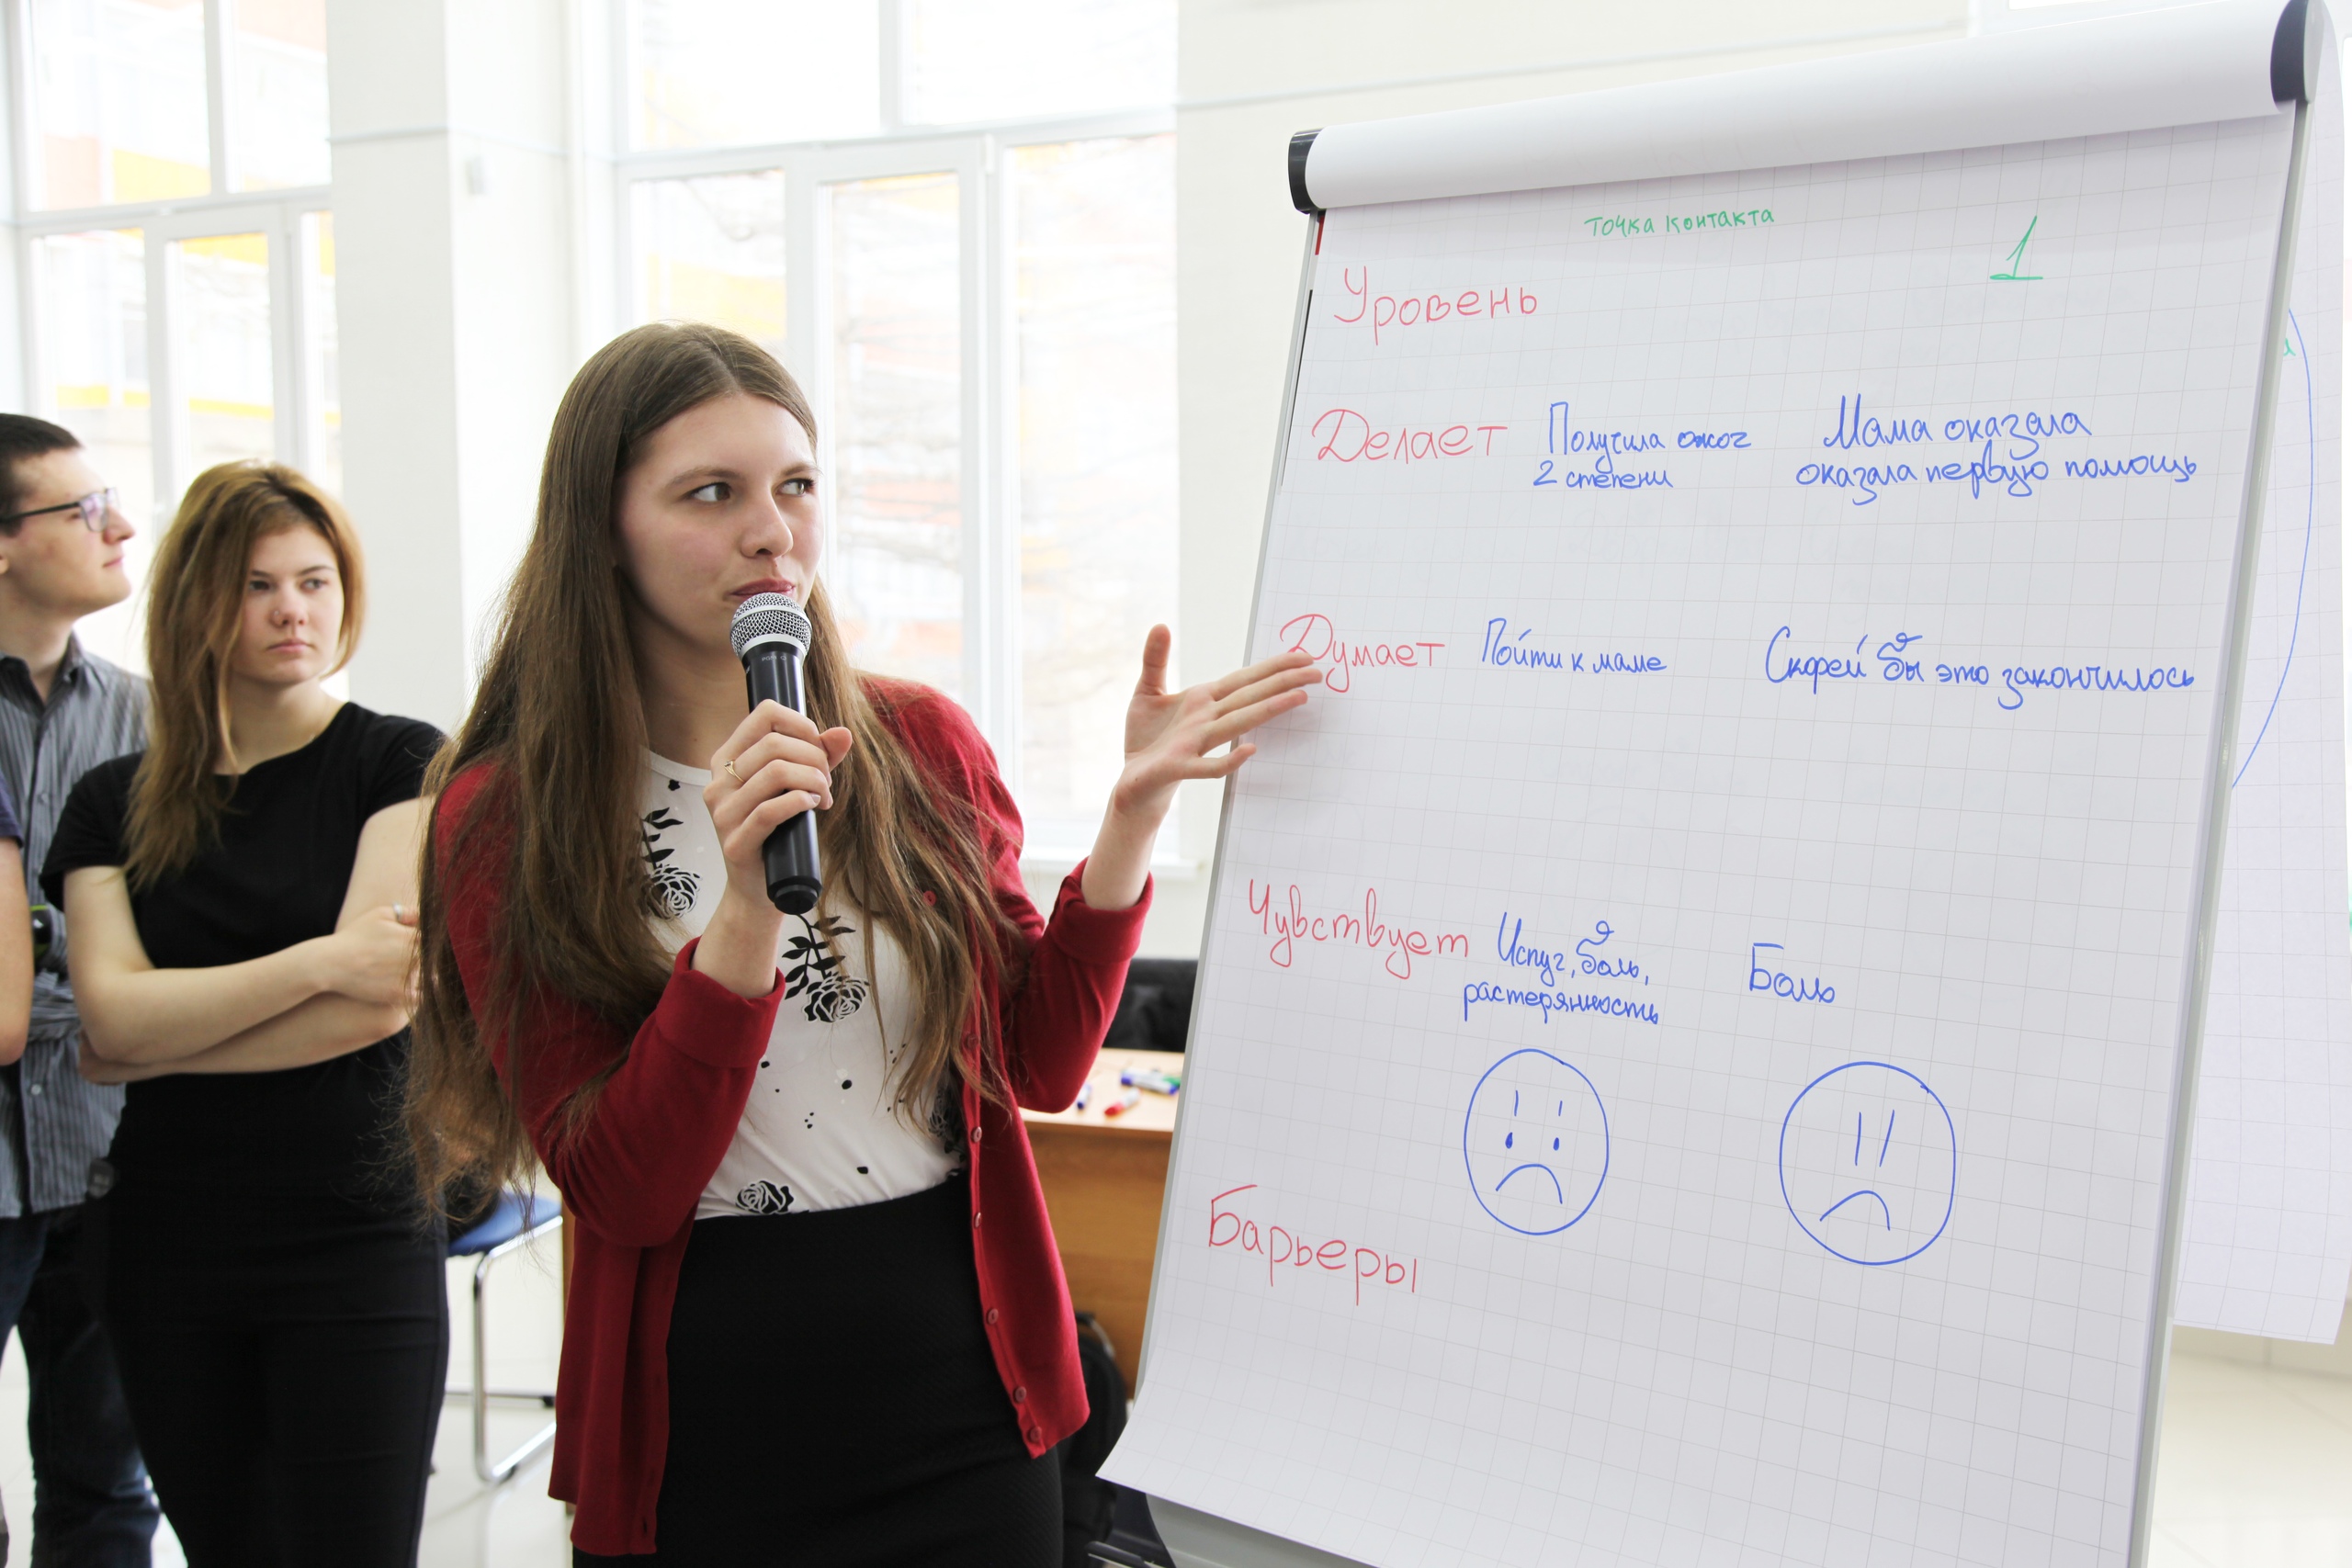 точка контакта
1
Уровень
Делает
Получила ожог
2 степени
Мама оказала
оказала первую помощь
Думает
Пойти к маме
Скорей бы это закончилось
Чувствует
Испуг, боль,
растерянность
Боль
Барьеры